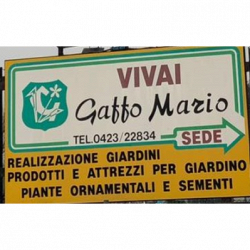 VIVAI
Gaffo Mario
TEL. 0423/22834
SEDE
REALIZZAZIONE GIARDINI
PRODOTTI E ATTREZZI PER GIARDINO
PIANTE ORNAMENTALI E SEMENTI